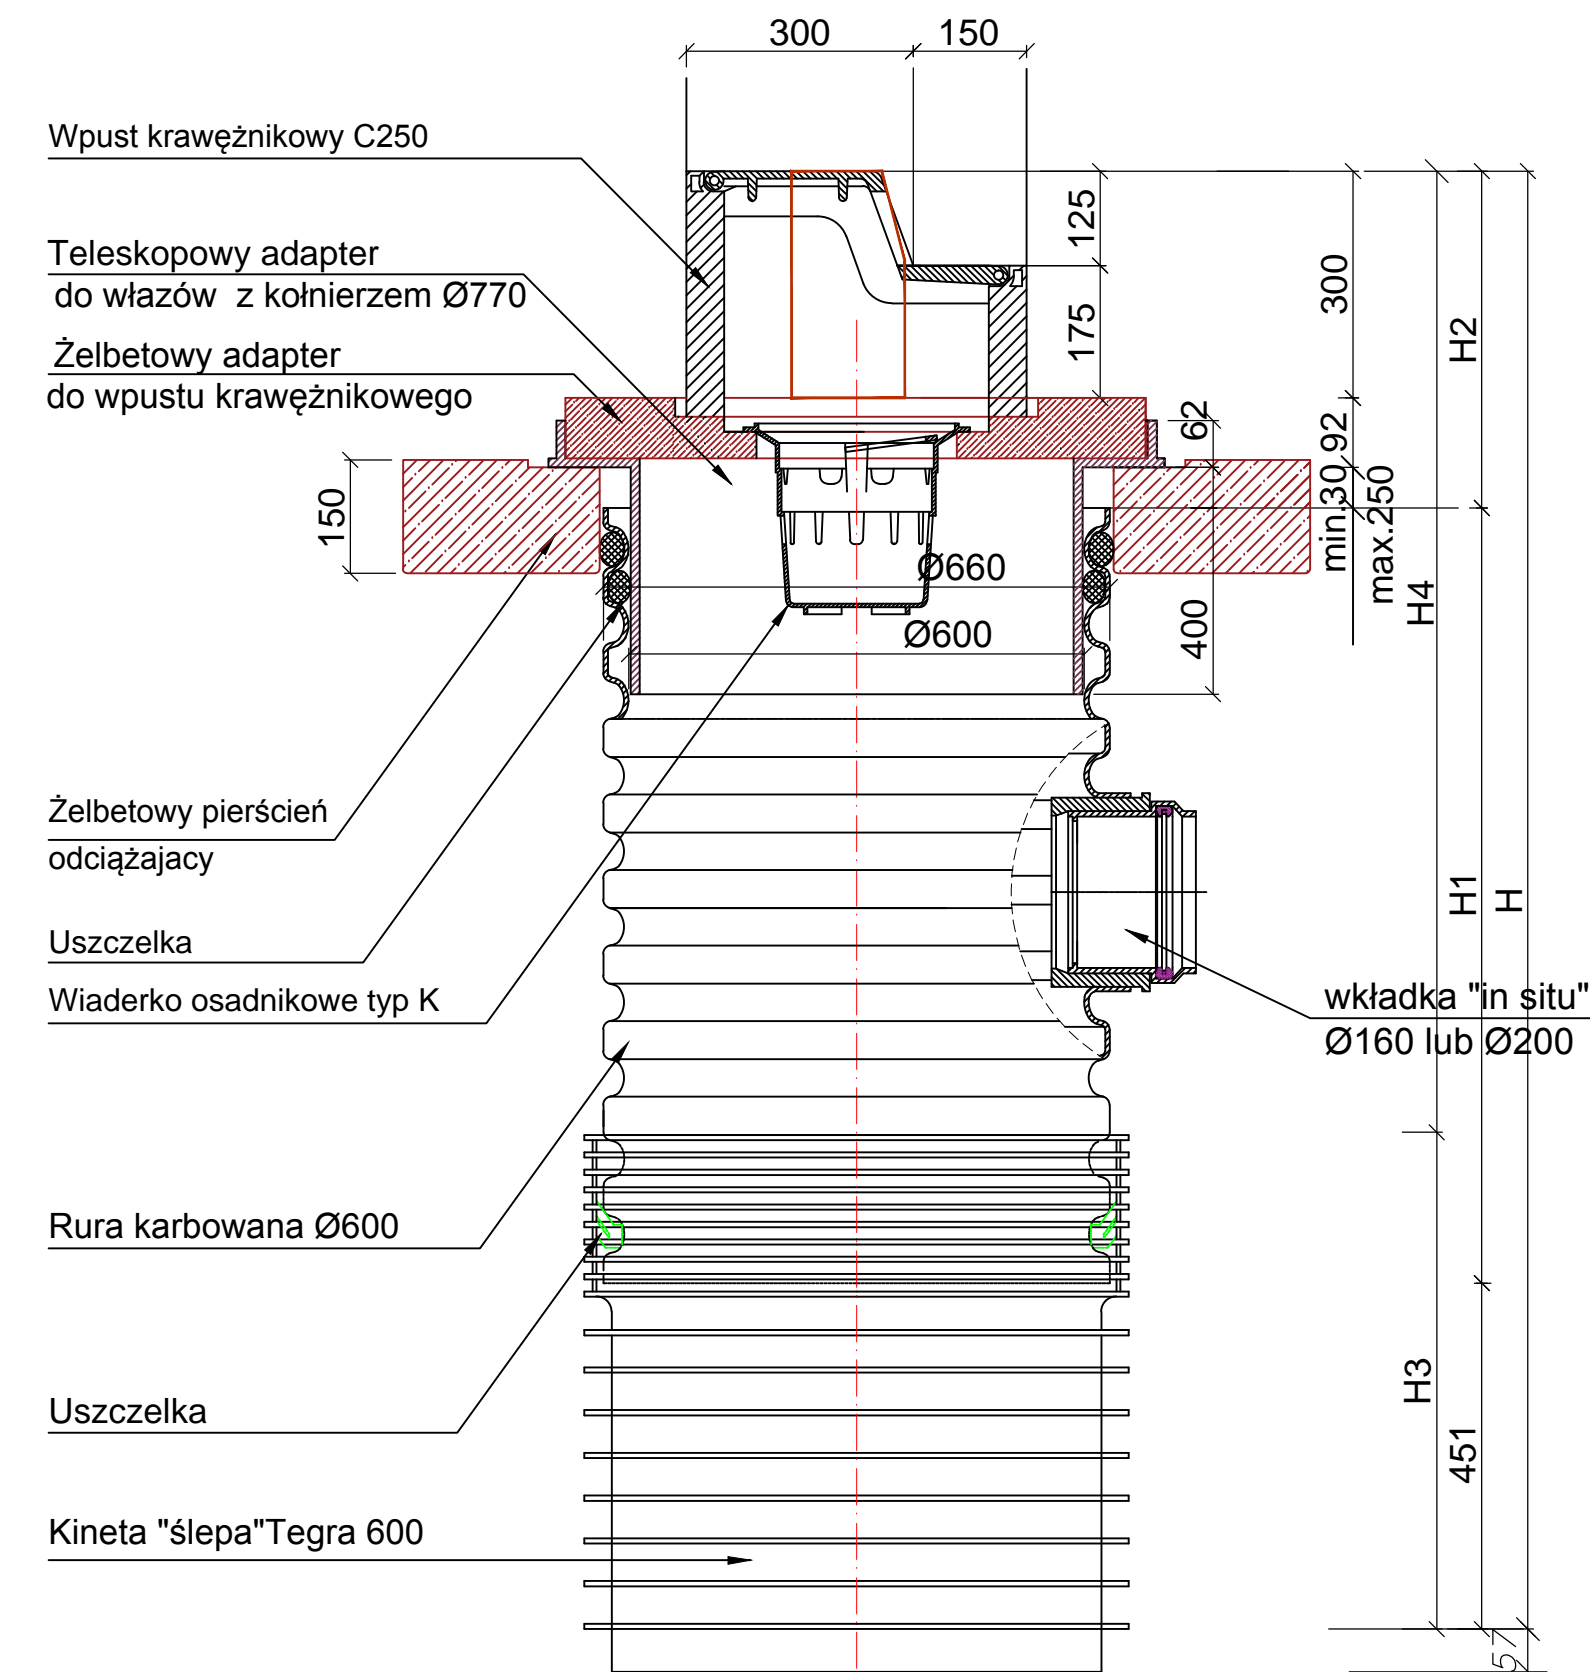 300
150
Wpust krawężnikowy C250
Teleskopowy adapter
do włazów z kołnierzem Ø770
Żelbetowy adapter
do wpustu krawężnikowego
125
175
300
H2
62
92
min.30
max.250
150
Ø660
Ø600
400
H4
Żelbetowy pierścień
odciążajacy
Uszczelka
Wiaderko osadnikowe typ K
H1
H
wkładka "in situ"
Ø160 lub Ø200
Rura karbowana Ø600
Uszczelka
H3
451
Kineta "ślepa"Tegra 600
57